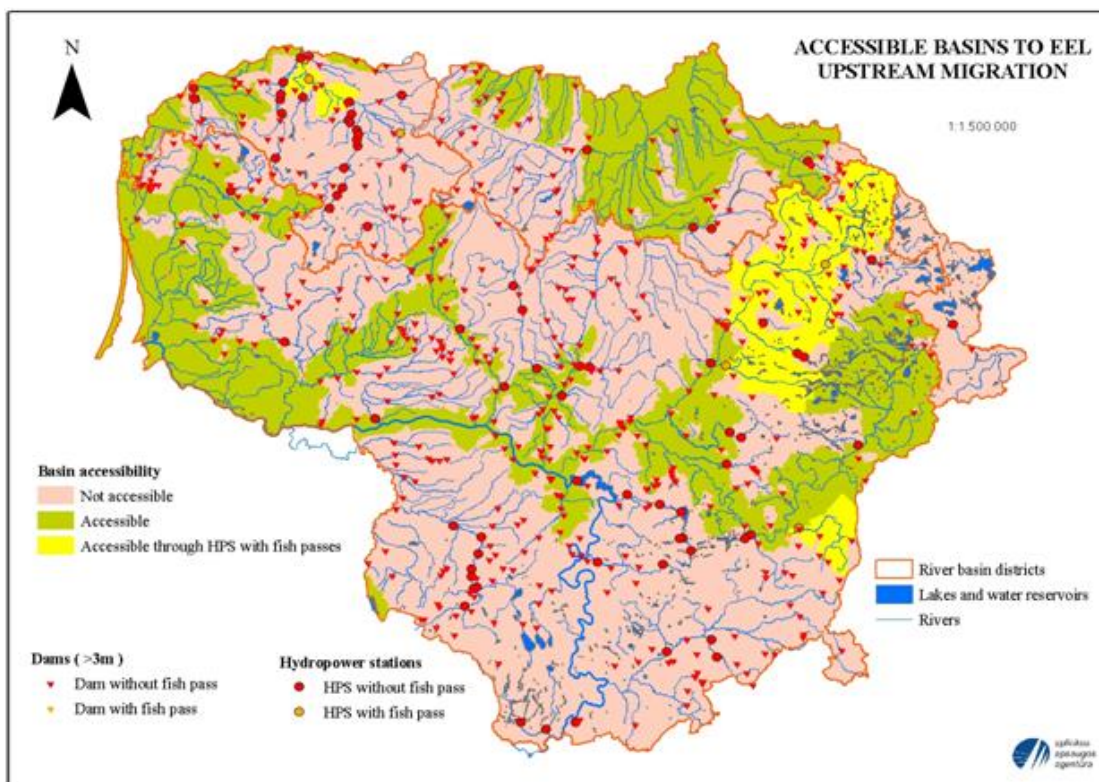 N
ACCESSIBLE BASINS TO EEL
UPSTREAM MIGRATION
1:1.500 000
Basin accessibility
Not accessible
Accessible
Accessible through HPS with fish passes
River basin districts
Lakes and water reservoirs
Rivers
Dams ( >3m )
Dam without fish pass
Dam with fish pass
Hydropower stations
HPS without fish pass
HPS with fish pass
apsaugos
agentūra